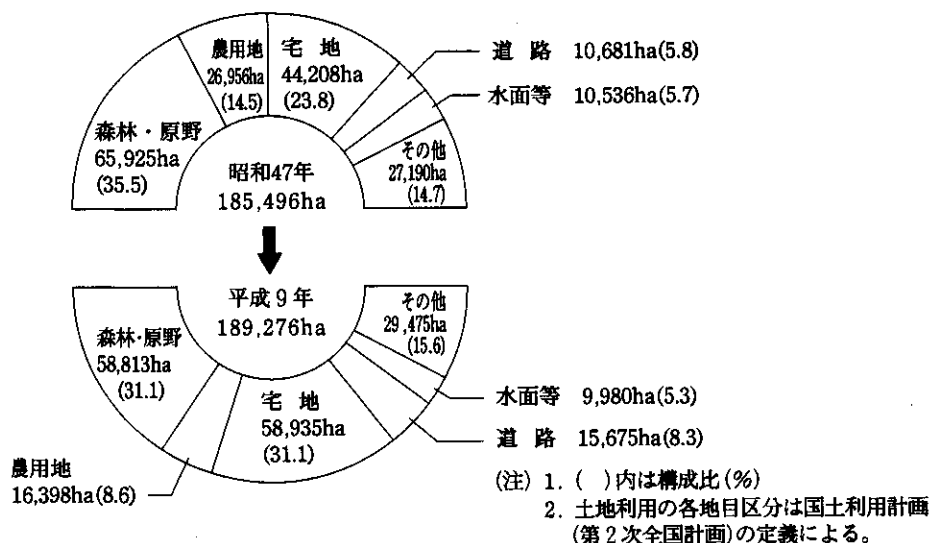 農用地
26,956ha
(14.5)
宅 地
44,208ha
(23.8)
道 路 10,681ha(5.8)
水面等 10,536ha(5.7)
森林・原野
65,925ha
(35.5)
その他
27,190ha
(14.7)
昭和47年
185,496ha
平成9年
189,276ha
その他
29,475ha
(15.6)
森林・原野
58,813ha
(31.1)
宅 地
58,935ha
(31.1)
水面等 9,980ha(5.3)
道 路 15,675ha(8.3)
農用地
16,398ha(8.6)
(注) 1. ( )内は構成比(%)
2. 土地利用の各地目区分は国土利用計画
(第2次全国計画)の定義による。